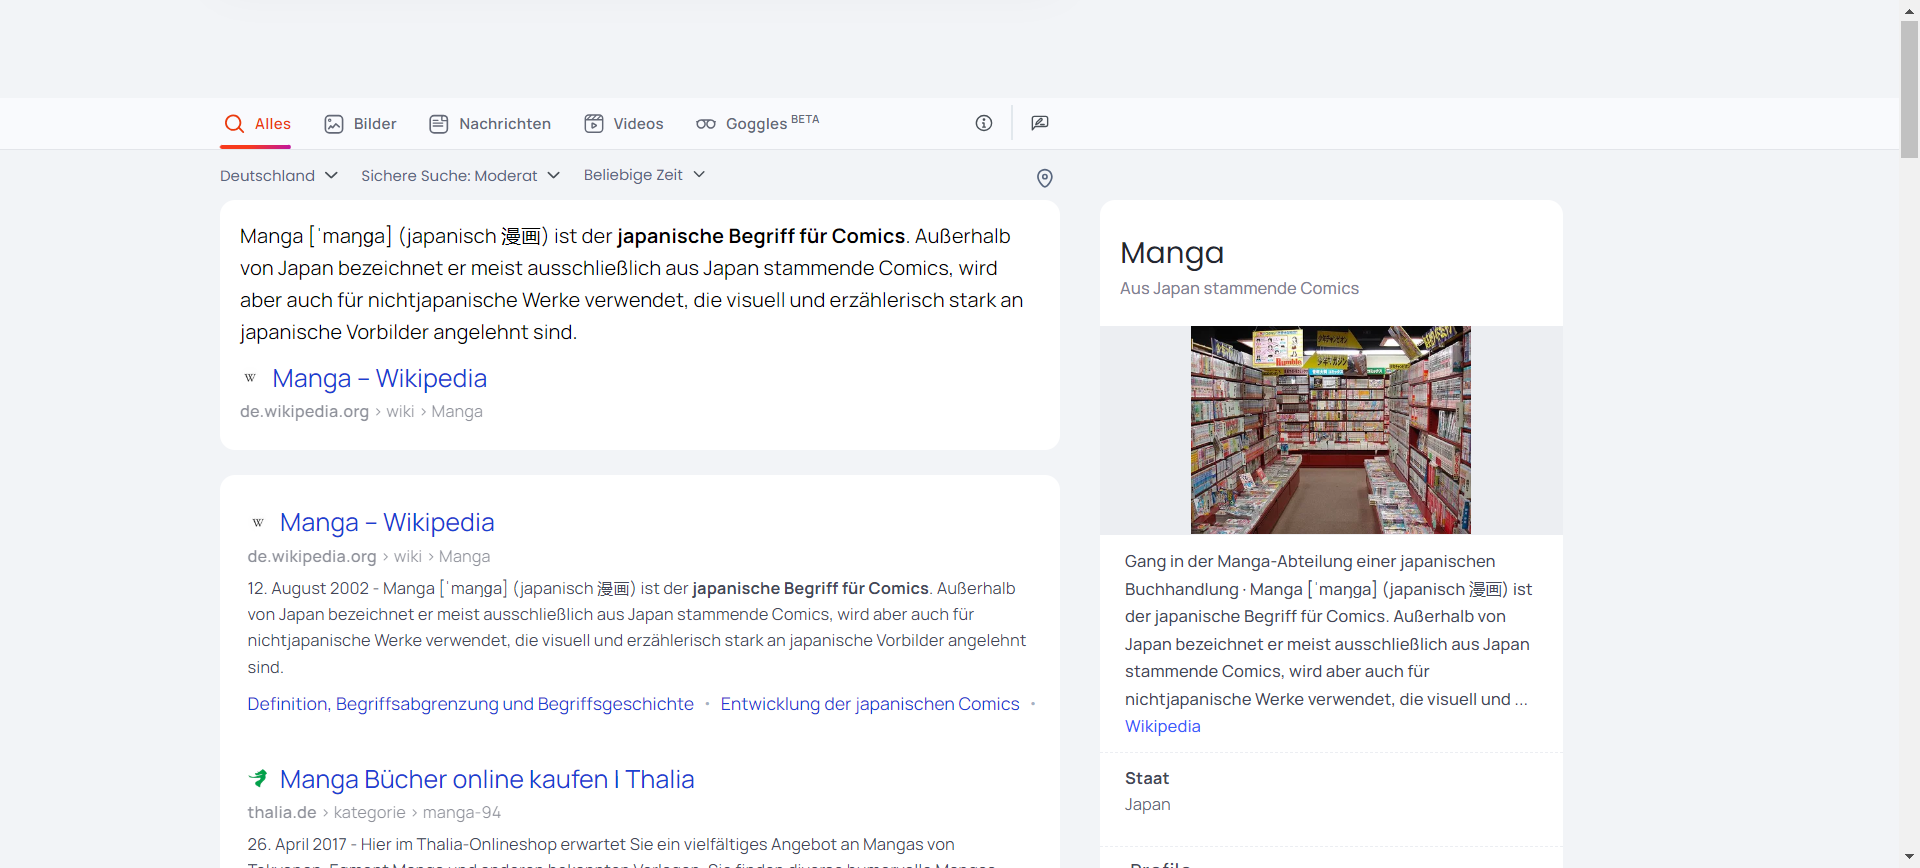 Alles
Bilder
Nachrichten
Videos
Goggles BETA
Deutschland
Sichere Suche: Moderat
Beliebige Zeit
Manga [ˈmaŋɡa] (japanisch 漫画) ist der japanische Begriff für Comics. Außerhalb
von Japan bezeichnet er meist ausschließlich aus Japan stammende Comics, wird
aber auch für nichtjapanische Werke verwendet, die visuell und erzählerisch stark an
japanische Vorbilder angelehnt sind.
W Manga – Wikipedia
de.wikipedia.org › wiki › Manga
W Manga – Wikipedia
de.wikipedia.org › wiki › Manga
12. August 2002 - Manga [ˈmaŋɡa] (japanisch 漫画) ist der japanische Begriff für Comics. Außerhalb
von Japan bezeichnet er meist ausschließlich aus Japan stammende Comics, wird aber auch für
nichtjapanische Werke verwendet, die visuell und erzählerisch stark an japanische Vorbilder angelehnt
sind.
Definition, Begriffsabgrenzung und Begriffsgeschichte • Entwicklung der japanischen Comics •
Manga Bücher online kaufen | Thalia
thalia.de › kategorie › manga-94
26. April 2017 - Hier im Thalia-Onlineshop erwartet Sie ein vielfältiges Angebot an Mangas von
Manga
Aus Japan stammende Comics
Gang in der Manga-Abteilung einer japanischen
Buchhandlung · Manga [ˈmaŋɡa] (japanisch 漫画) ist
der japanische Begriff für Comics. Außerhalb von
Japan bezeichnet er meist ausschließlich aus Japan
stammende Comics, wird aber auch für
nichtjapanische Werke verwendet, die visuell und ...
Wikipedia
Staat
Japan
Profile